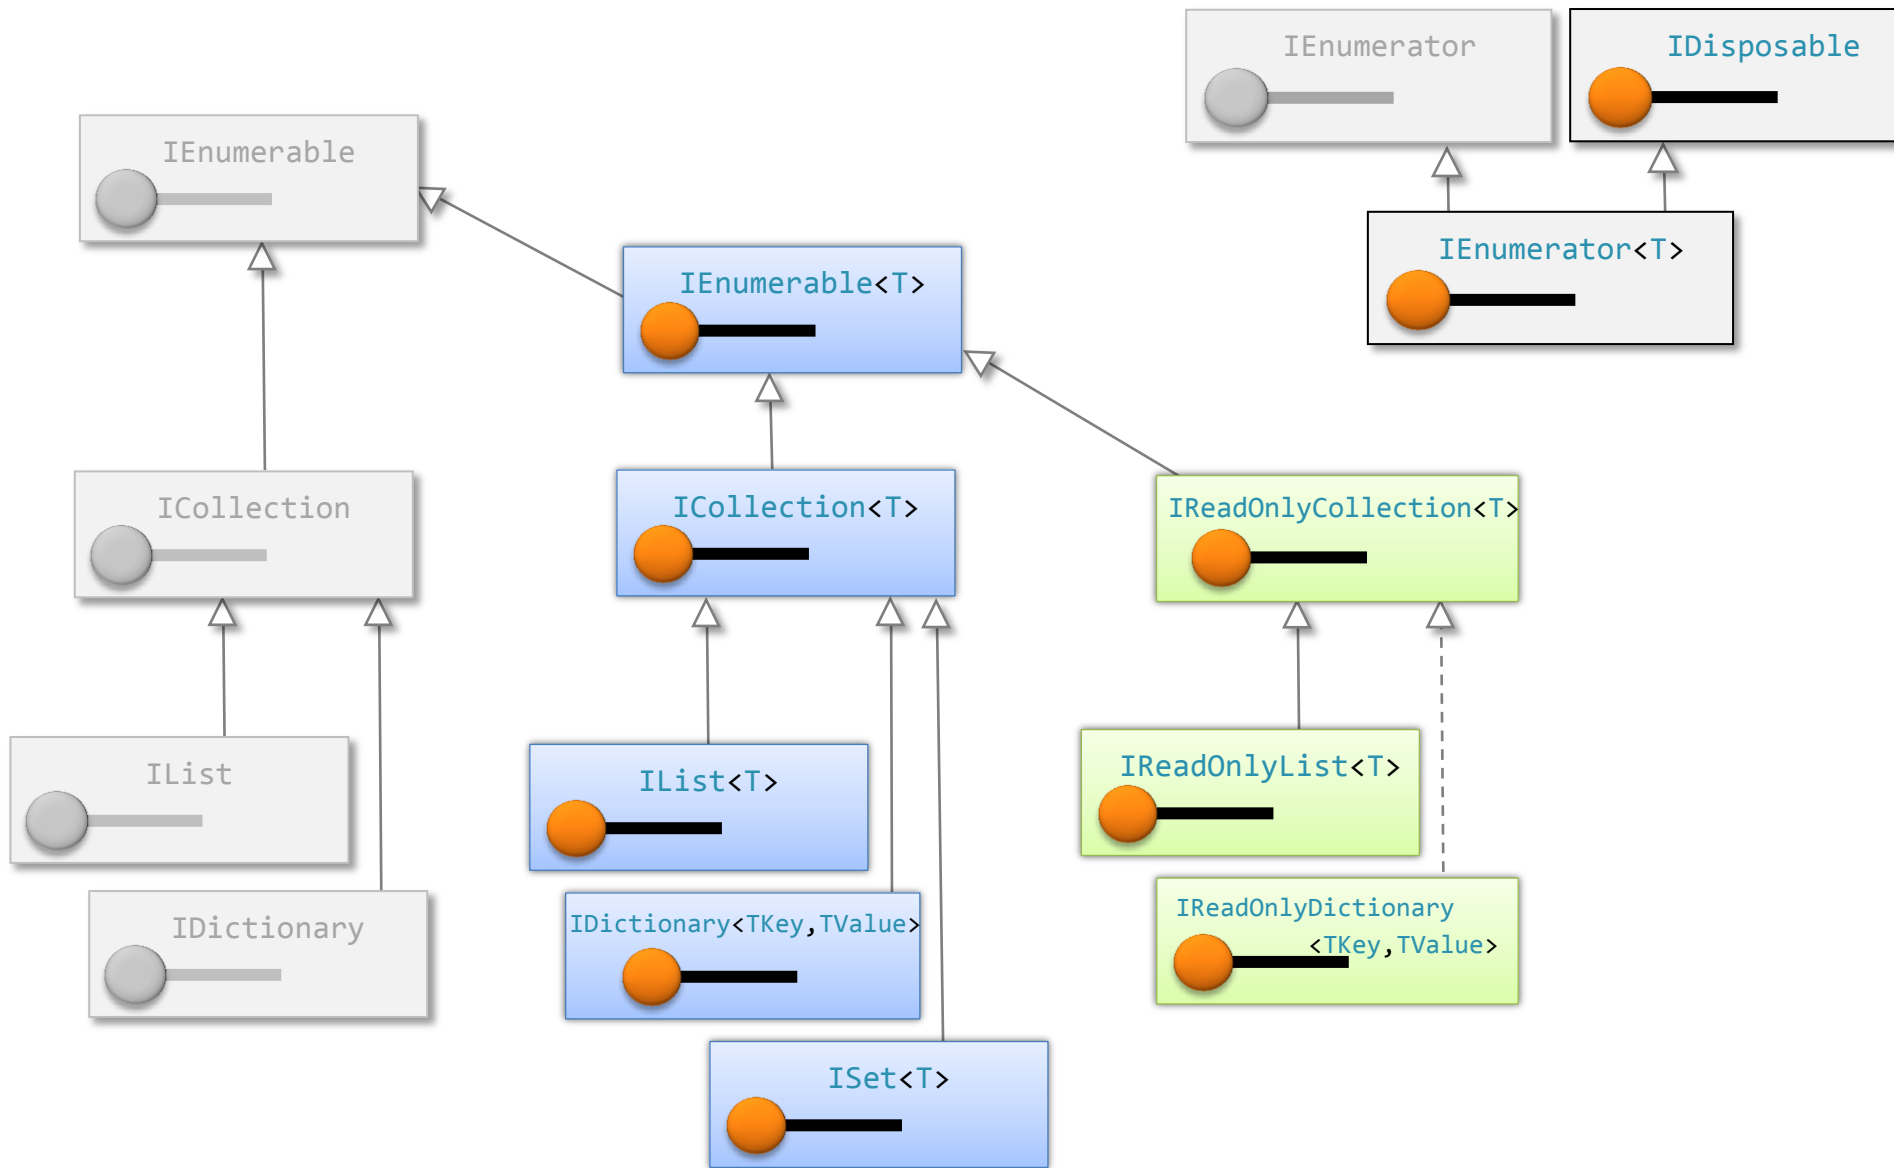 IEnumerator
IDisposable
IEnumerable
IEnumerator<T>
IEnumerable<T>
ICollection
ICollection<T>
IReadOnlyCollection<T>
IList
IList<T>
IReadOnlyList<T>
IDictionary
IDictionary<TKey,TValue>
IReadOnlyDictionary
<TKey,TValue>
ISet<T>